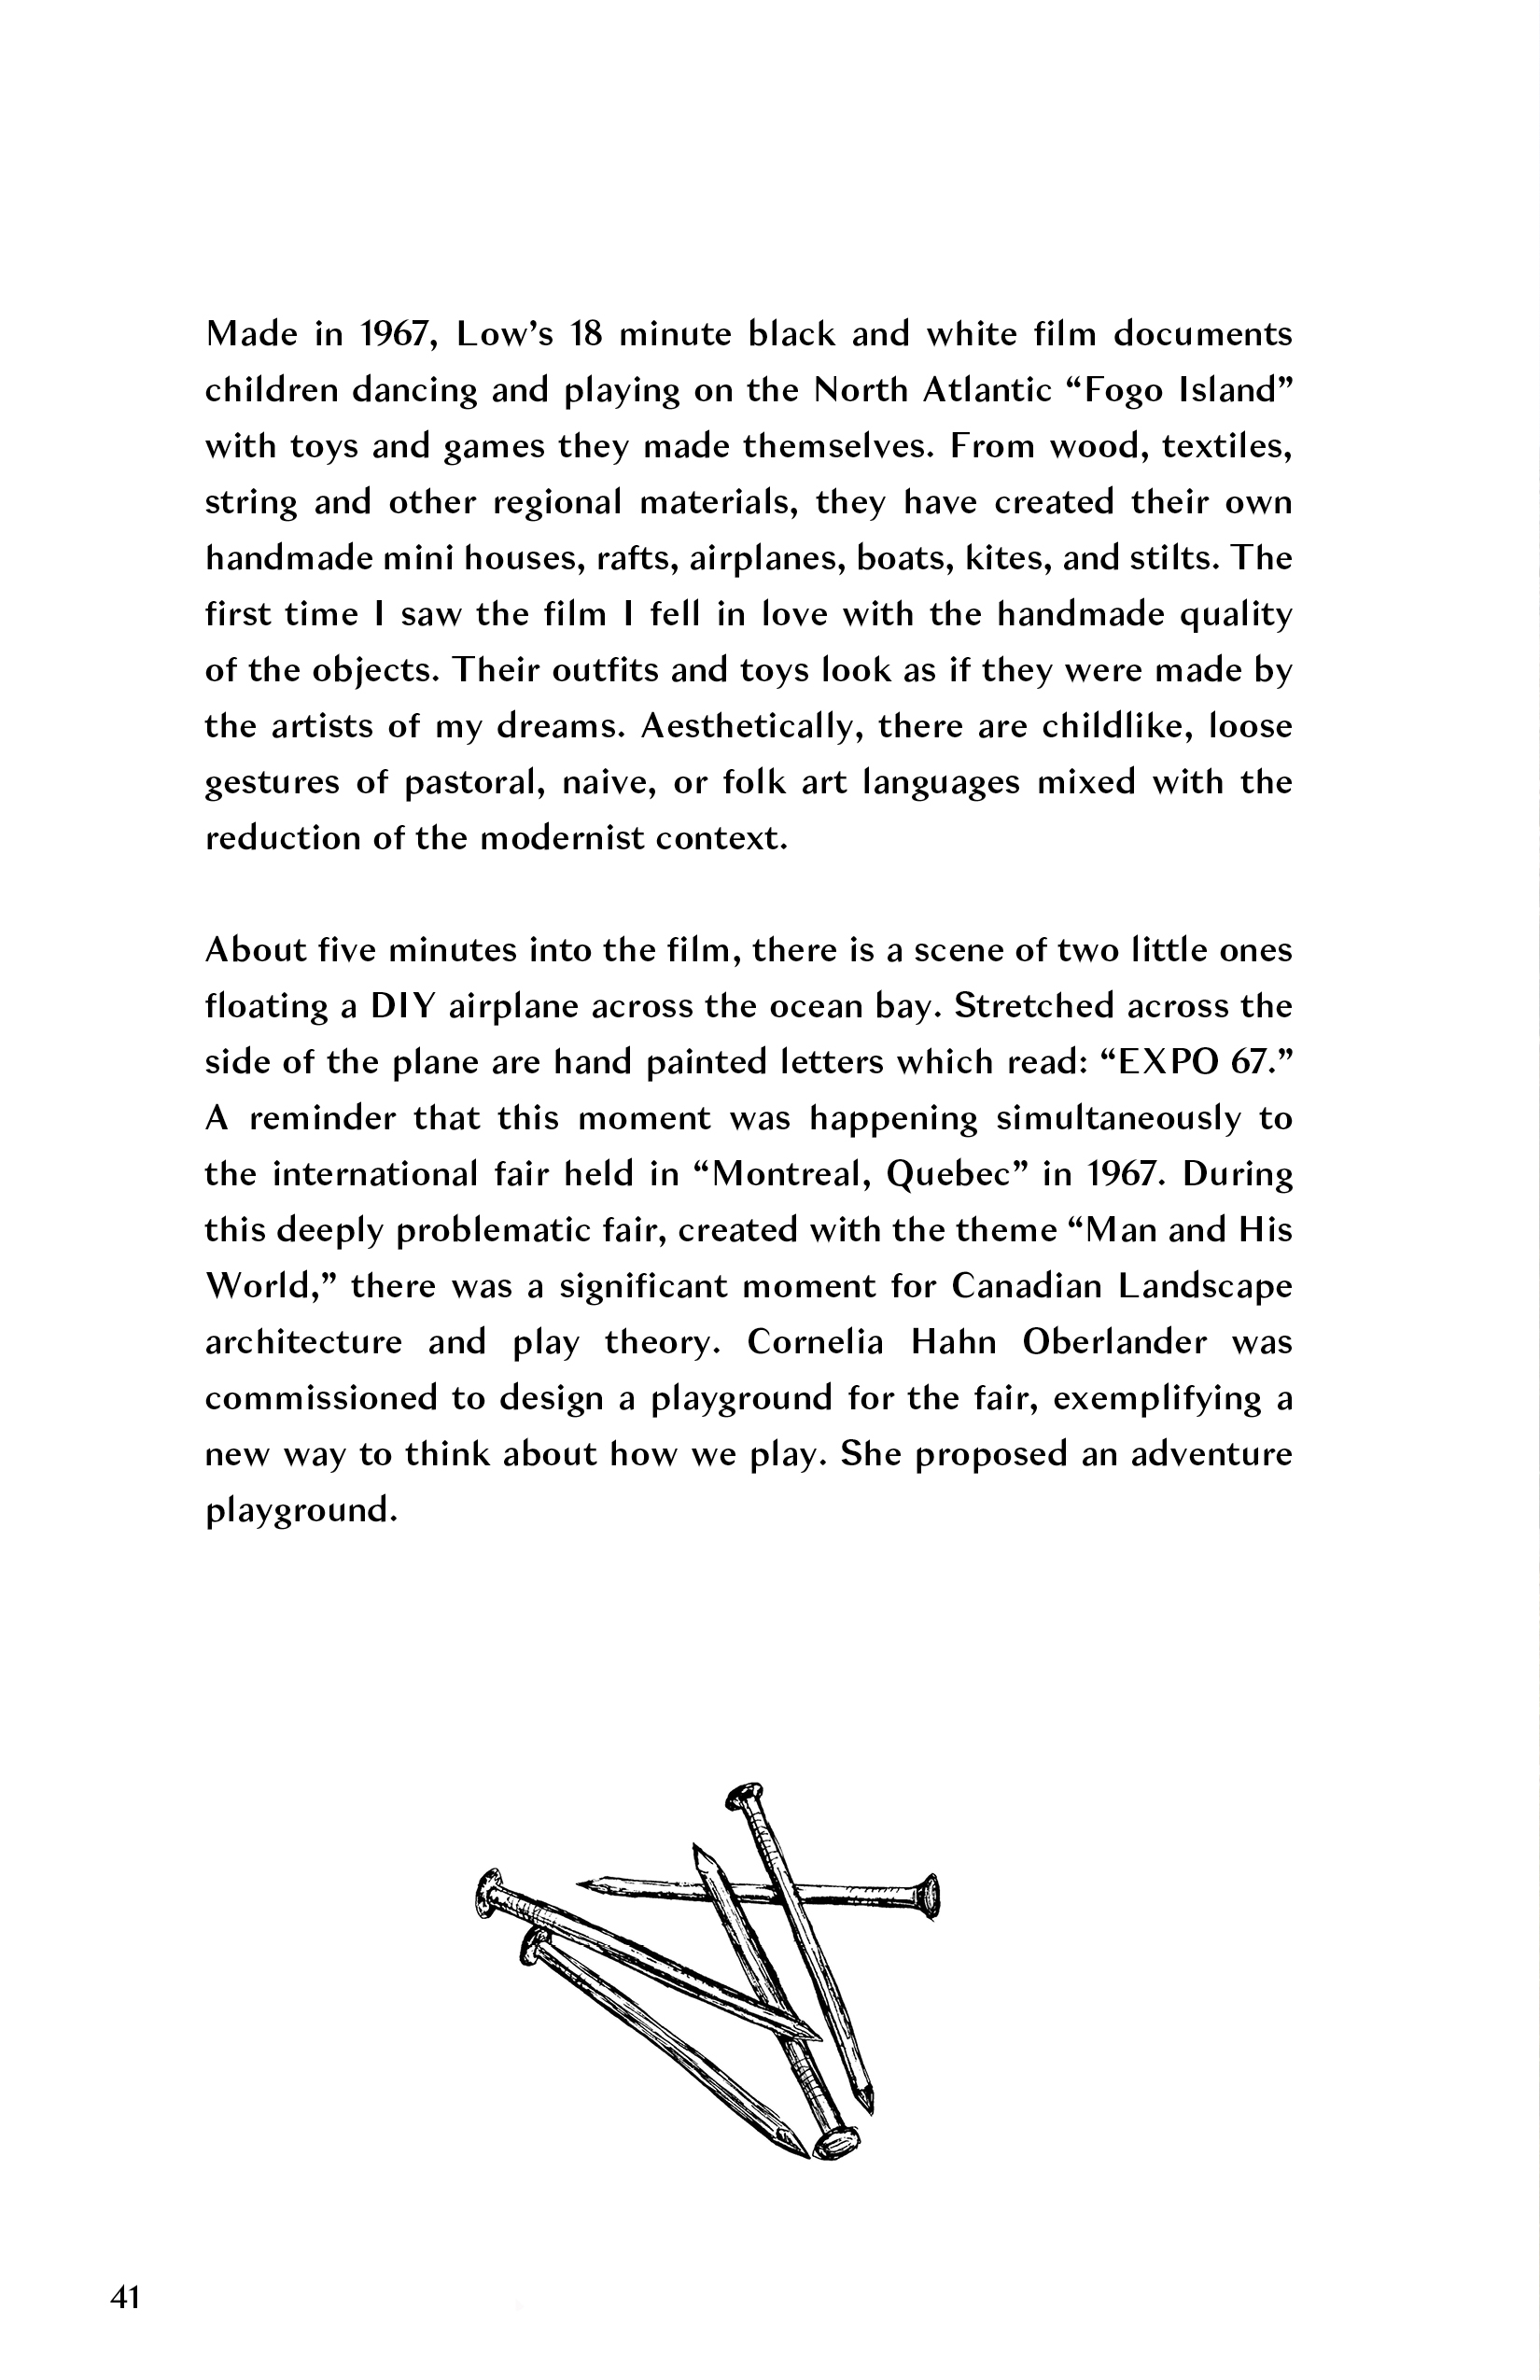 Made in 1967, Low’s 18 minute black and white film documents
children dancing and playing on the North Atlantic “Fogo Island”
with toys and games they made themselves. From wood, textiles,
string and other regional materials, they have created their own
handmade mini houses, rafts, airplanes, boats, kites, and stilts. The
first time I saw the film I fell in love with the handmade quality
of the objects. Their outfits and toys look as if they were made by
the artists of my dreams. Aesthetically, there are childlike, loose
gestures of pastoral, naive, or folk art languages mixed with the
reduction of the modernist context.
About five minutes into the film, there is a scene of two little ones
floating a DIY airplane across the ocean bay. Stretched across the
side of the plane are hand painted letters which read: “EXPO 67.”
A reminder that this moment was happening simultaneously to
the international fair held in “Montreal, Quebec” in 1967. During
this deeply problematic fair, created with the theme “Man and His
World,” there was a significant moment for Canadian Landscape
architecture and play theory. Cornelia Hahn Oberlander was
commissioned to design a playground for the fair, exemplifying a
new way to think about how we play. She proposed an adventure
playground.
41